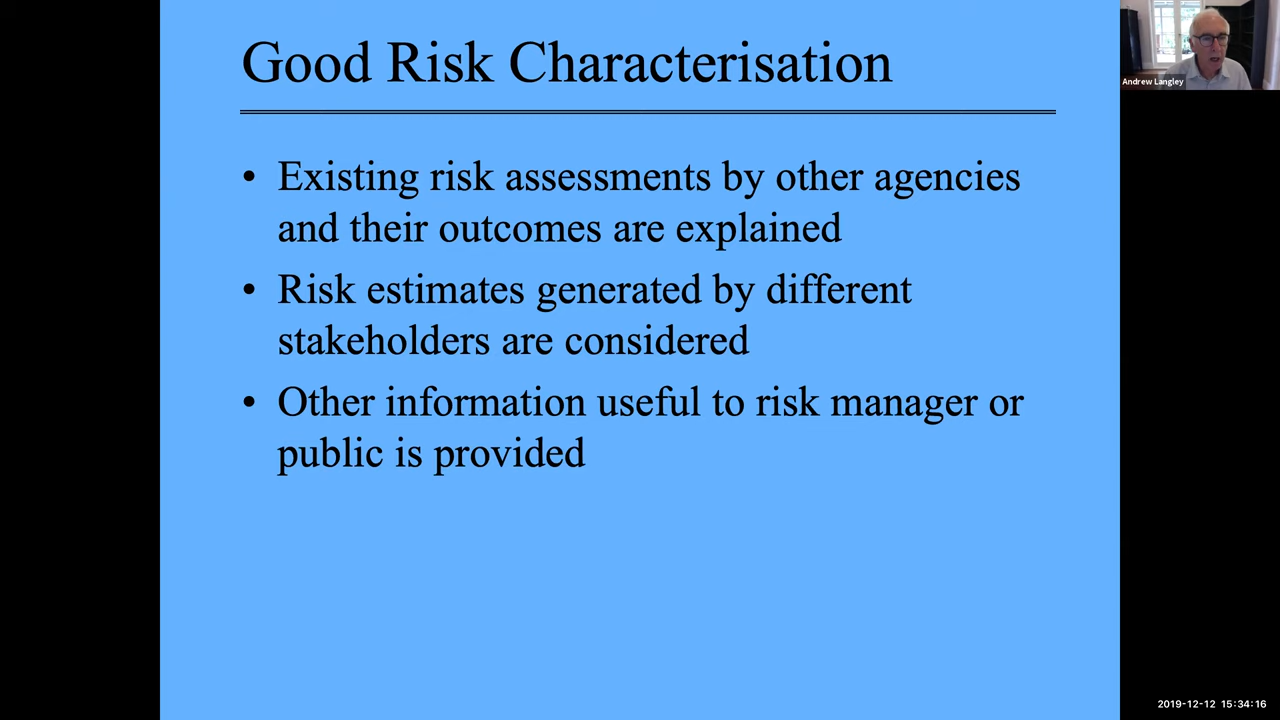 Good Risk Characterisation
• Existing risk assessments by other agencies
and their outcomes are explained
• Risk estimates generated by different
stakeholders are considered
• Other information useful to risk manager or
public is provided
Andrew Langley
2019-12-12 15:34:16